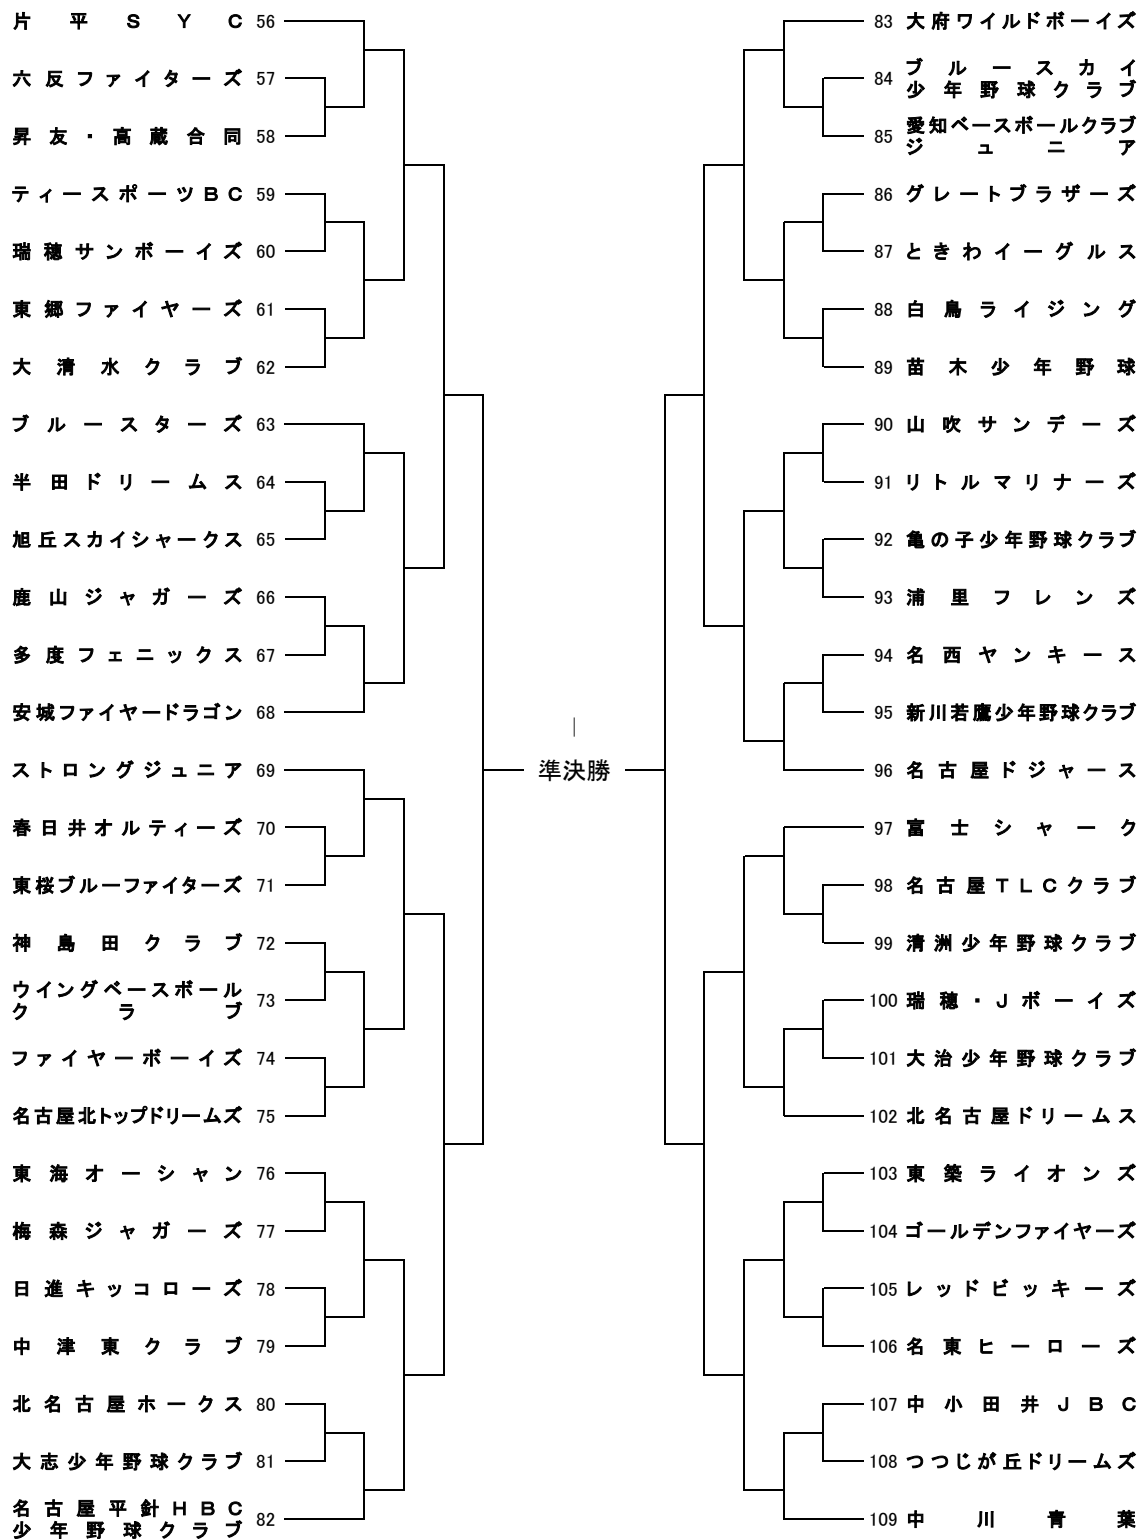 片平ＳＹＣ 56
六反ファイターズ 57
昇友・高蔵合同 58
ティースポーツＢＣ 59
瑞穂サンボーイズ 60
東郷ファイヤーズ 61
大清水クラブ 62
ブルースターズ 63
半田ドリームス 64
旭丘スカイシャークス 65
鹿山ジャガーズ 66
多度フェニックス 67
安城ファイヤードラゴン 68
ストロングジュニア 69
春日井オルティーズ 70
東桜ブルーファイターズ 71
神島田クラブ 72
ウイングベースボール
クラブ 73
ファイヤーボーイズ 74
名古屋北トップドリームズ 75
東海オーシャン 76
梅森ジャガーズ 77
日進キッコローズ 78
中津東クラブ 79
北名古屋ホークス 80
大志少年野球クラブ 81
名古屋平針ＨＢＣ
少年野球クラブ 82
準決勝
83 大府ワイルドボーイズ
84 ブルースカイ
少年野球クラブ
85 愛知ベースボールクラブ
ジュニア
86 グレートブラザーズ
87 ときわイーグルス
88 白鳥ライジング
89 苗木少年野球
90 山吹サンデーズ
91 リトルマリナーズ
92 亀の子少年野球クラブ
93 浦里フレンズ
94 名西ヤンキース
95 新川若鷹少年野球クラブ
96 名古屋ドジャース
97 富士シャーク
98 名古屋ＴＬＣクラブ
99 清洲少年野球クラブ
100 瑞穂・Ｊボーイズ
101 大治少年野球クラブ
102 北名古屋ドリームス
103 東築ライオンズ
104 ゴールデンファイヤーズ
105 レッドビッキーズ
106 名東ヒーローズ
107 中小田井ＪＢＣ
108 つつじが丘ドリームズ
109 中川青葉